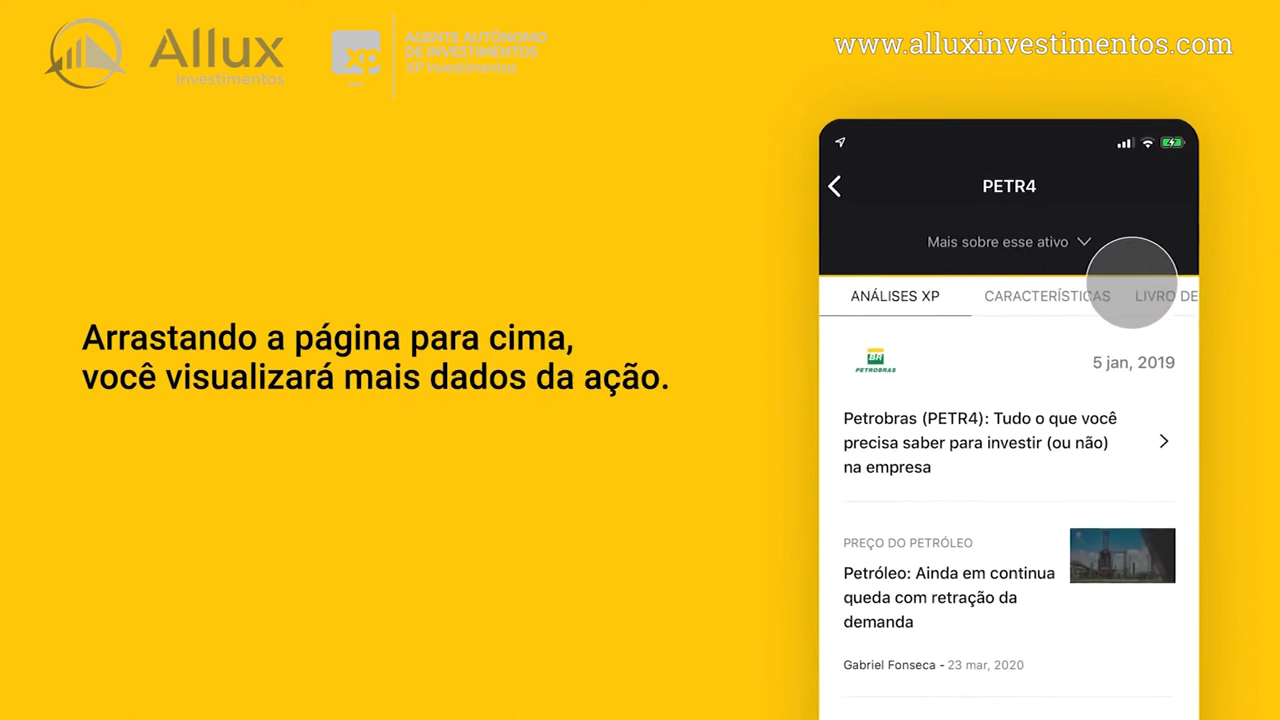 Allux
Investimentos
xp
AGENTE AUTÔNOMO
DE INVESTIMENTOS
XP Investimentos
www.alluxinvestimentos.com
Arrastando a página para cima,
você visualizará mais dados da ação.
PETR4
Mais sobre esse ativo
ANÁLISES XP
CARACTERÍSTICAS
LIVRO DE
BR
PETROBRAS
5 jan, 2019
Petrobras (PETR4): Tudo o que você
precisa saber para investir (ou não)
na empresa
PREÇO DO PETRÓLEO
Petróleo: Ainda em continua
queda com retração da
demanda
Gabriel Fonseca - 23 mar, 2020